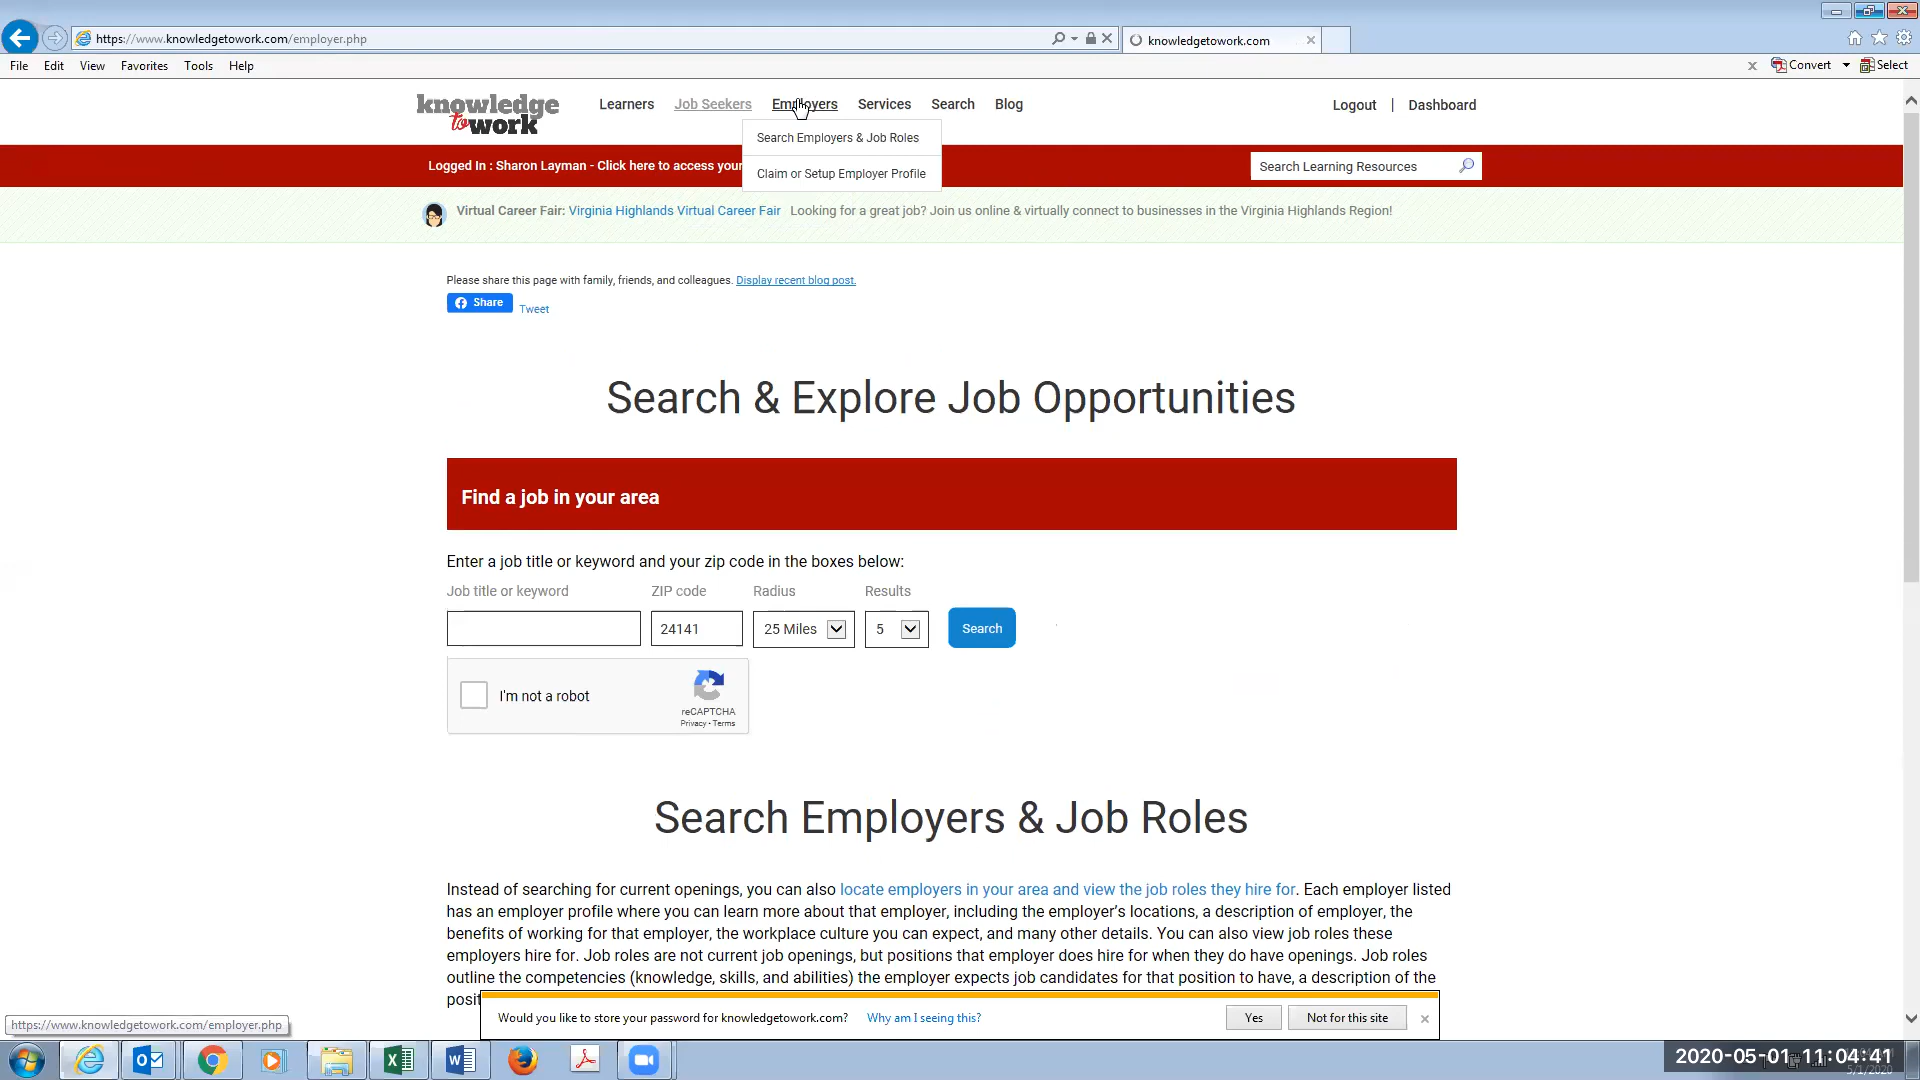 https://www.knowledgetowork.com/employer.php
knowledgetowork.com
File Edit View Favorites Tools Help
Convert Select
knowledge to work
Learners Job Seekers Employers Services Search Blog
Logout | Dashboard
Search Employers & Job Roles
Claim or Setup Employer Profile
Logged In : Sharon Layman - Click here to access your
Search Learning Resources
Virtual Career Fair: Virginia Highlands Virtual Career Fair Looking for a great job? Join us online & virtually connect to businesses in the Virginia Highlands Region!
Please share this page with family, friends, and colleagues. Display recent blog post.
Share Tweet
Search & Explore Job Opportunities
Find a job in your area
Enter a job title or keyword and your zip code in the boxes below:
Job title or keyword ZIP code Radius Results
24141 25 Miles 5 Search
I'm not a robot
reCAPTCHA
Privacy - Terms
Search Employers & Job Roles
Instead of searching for current openings, you can also locate employers in your area and view the job roles they hire for. Each employer listed
has an employer profile where you can learn more about that employer, including the employer's locations, a description of employer, the
benefits of working for that employer, the workplace culture you can expect, and many other details. You can also view job roles these
employers hire for. Job roles are not current job openings, but positions that employer does hire for when they do have openings. Job roles
outline the competencies (knowledge, skills, and abilities) the employer expects job candidates for that position to have, a description of the
Would you like to store your password for knowledgetowork.com? Why am I seeing this? Yes Not for this site
https://www.knowledgetowork.com/employer.php
2020-05-01 11:04:41
5/1/2020